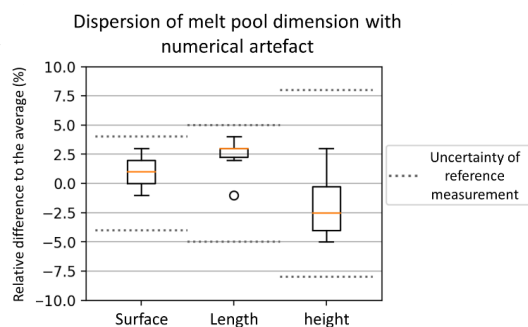 Dispersion of melt pool dimension with
numerical artefact
Relative difference to the average (%)
10.0
7.5
5.0
2.5
0.0
−2.5
−5.0
−7.5
−10.0
Surface
Length
height
Uncertainty of
reference
measurement